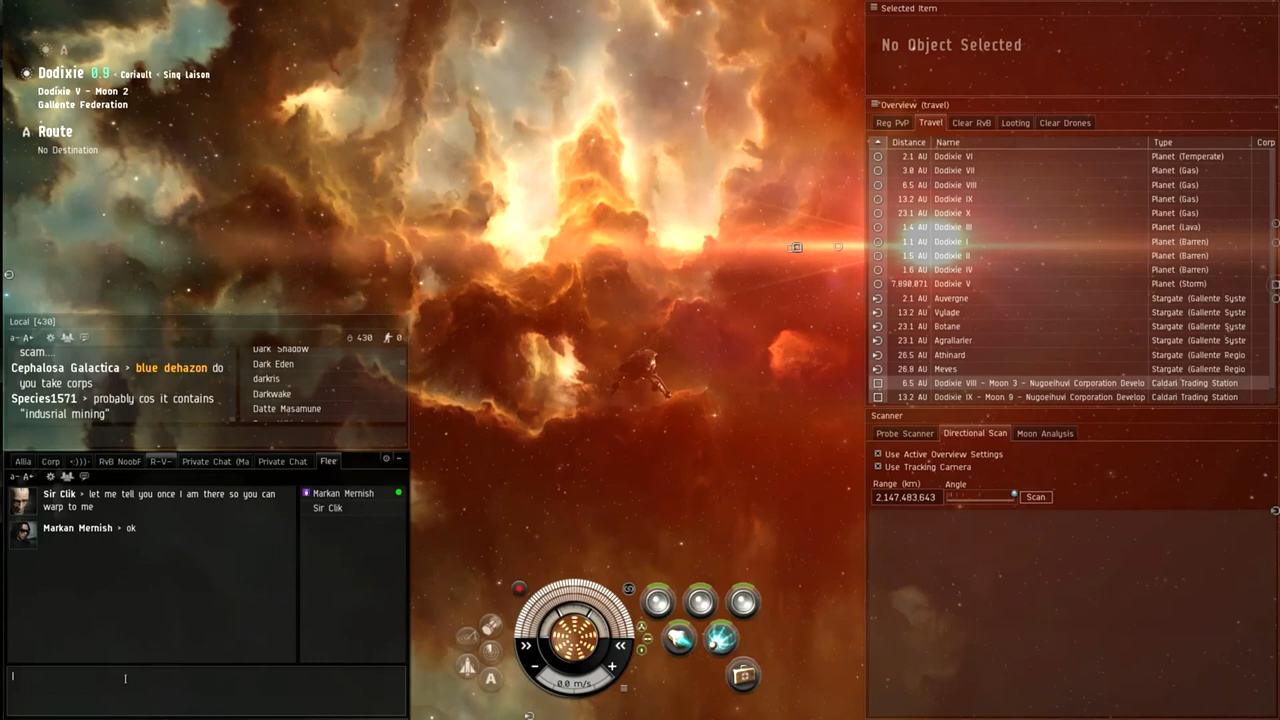 A
Dodixie 0.9 < Coriault < Sinq Laison
Dodixie V - Moon 2
Gallente Federation
A Route
No Destination
Local [430]
a- A+
430
0
scam....
Cephalosa Galactica > blue dehazon do
you take corps
Species1571 > probably cos it contains
"indusrial mining"
Dark Shadow
Dark Eden
darkris
Darkwake
Datte Masamune
Allia Corp <·)))· RvB NoobF R-V- Private Chat (Ma Private Chat Flee
a- A+
Sir Clik > let me tell you once I am there so you can
warp to me
Markan Mernish > ok
Markan Mernish
Sir Clik
A
0.0 m/s
Selected Item
No Object Selected
Overview (travel)
Reg PvP Travel Clear RvB Looting Clear Drones
Distance Name Type Corp
2.1 AU Dodixie VI Planet (Temperate)
3.0 AU Dodixie VII Planet (Gas)
6.5 AU Dodixie VIII Planet (Gas)
13.2 AU Dodixie IX Planet (Gas)
23.1 AU Dodixie X Planet (Gas)
1.4 AU Dodixie III Planet (Lava)
1.1 AU Dodixie I Planet (Barren)
1.5 AU Dodixie II Planet (Barren)
1.6 AU Dodixie IV Planet (Barren)
7.890.071 Dodixie V Planet (Storm)
2.1 AU Auvergne Stargate (Gallente Syste
13.2 AU Vylade Stargate (Gallente Syste
23.1 AU Botane Stargate (Gallente Syste
23.1 AU Agrallarier Stargate (Gallente Syste
26.5 AU Athinard Stargate (Gallente Regio
26.8 AU Meves Stargate (Gallente Regio
6.5 AU Dodixie VIII - Moon 3 - Nugoeihuvi Corporation Develo Caldari Trading Station
13.2 AU Dodixie IX - Moon 9 - Nugoeihuvi Corporation Develop Caldari Trading Station
Scanner
Probe Scanner Directional Scan Moon Analysis
Use Active Overview Settings
Use Tracking Camera
Range (km) Angle
2.147.483.643 Scan